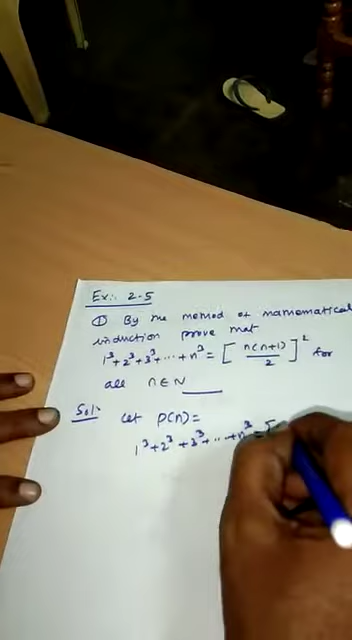 Ex:- 2.5
① By the method of mathematical
induction prove that
1³+2³+3³+...+n³ = [n(n+1)/2]² for
all n∈N
Sol:- Let P(n)=
1³+2³+3³+...+n³=[